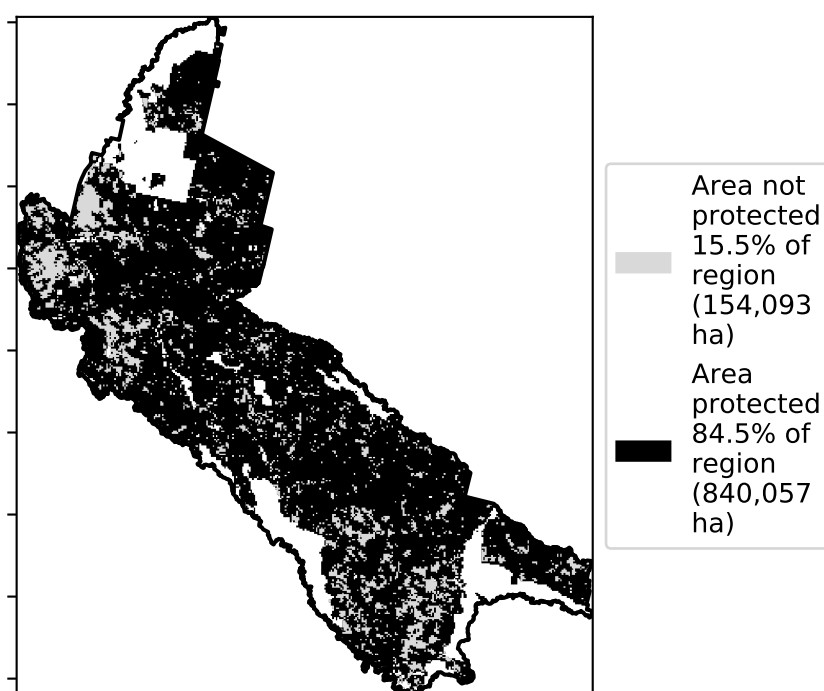 Area not
protected
15.5% of
region
(154,093
ha)
Area
protected
84.5% of
region
(840,057
ha)